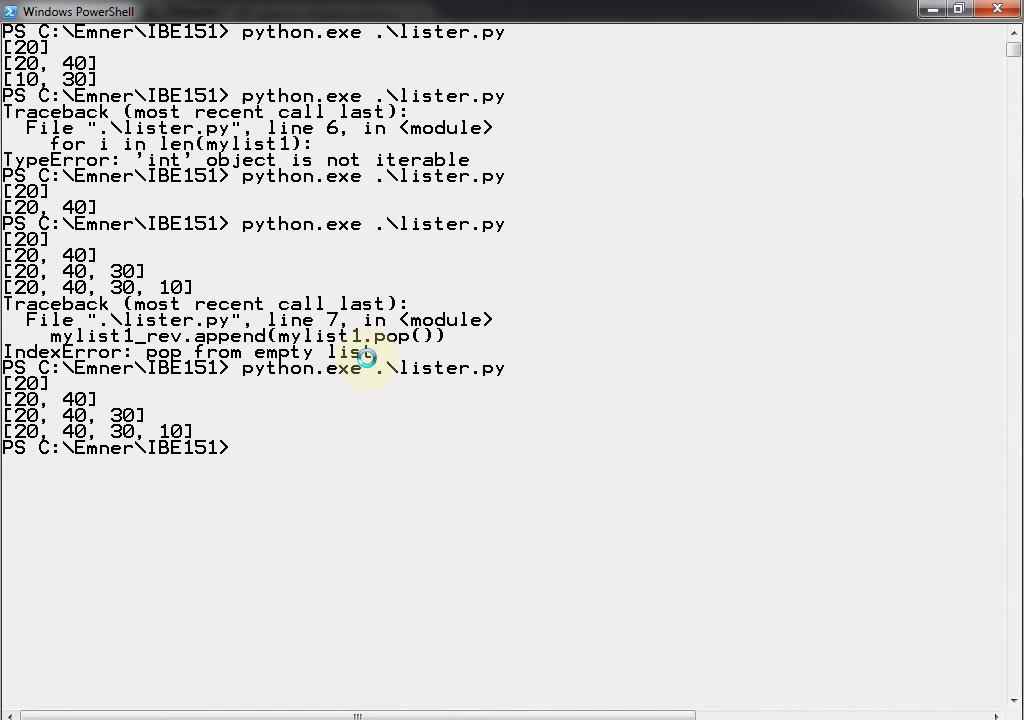 Windows PowerShell
PS C:\Emner\IBE151> python.exe .\lister.py
[20]
[20, 40]
[10, 30]
PS C:\Emner\IBE151> python.exe .\lister.py
Traceback (most recent call last):
  File ".\lister.py", line 6, in <module>
    for i in len(mylist1):
TypeError: 'int' object is not iterable
PS C:\Emner\IBE151> python.exe .\lister.py
[20]
[20, 40]
PS C:\Emner\IBE151> python.exe .\lister.py
[20]
[20, 40]
[20, 40, 30]
[20, 40, 30, 10]
Traceback (most recent call last):
  File ".\lister.py", line 7, in <module>
    mylist1_rev.append(mylist1.pop())
IndexError: pop from empty list
PS C:\Emner\IBE151> python.exe .\lister.py
[20]
[20, 40]
[20, 40, 30]
[20, 40, 30, 10]
PS C:\Emner\IBE151>